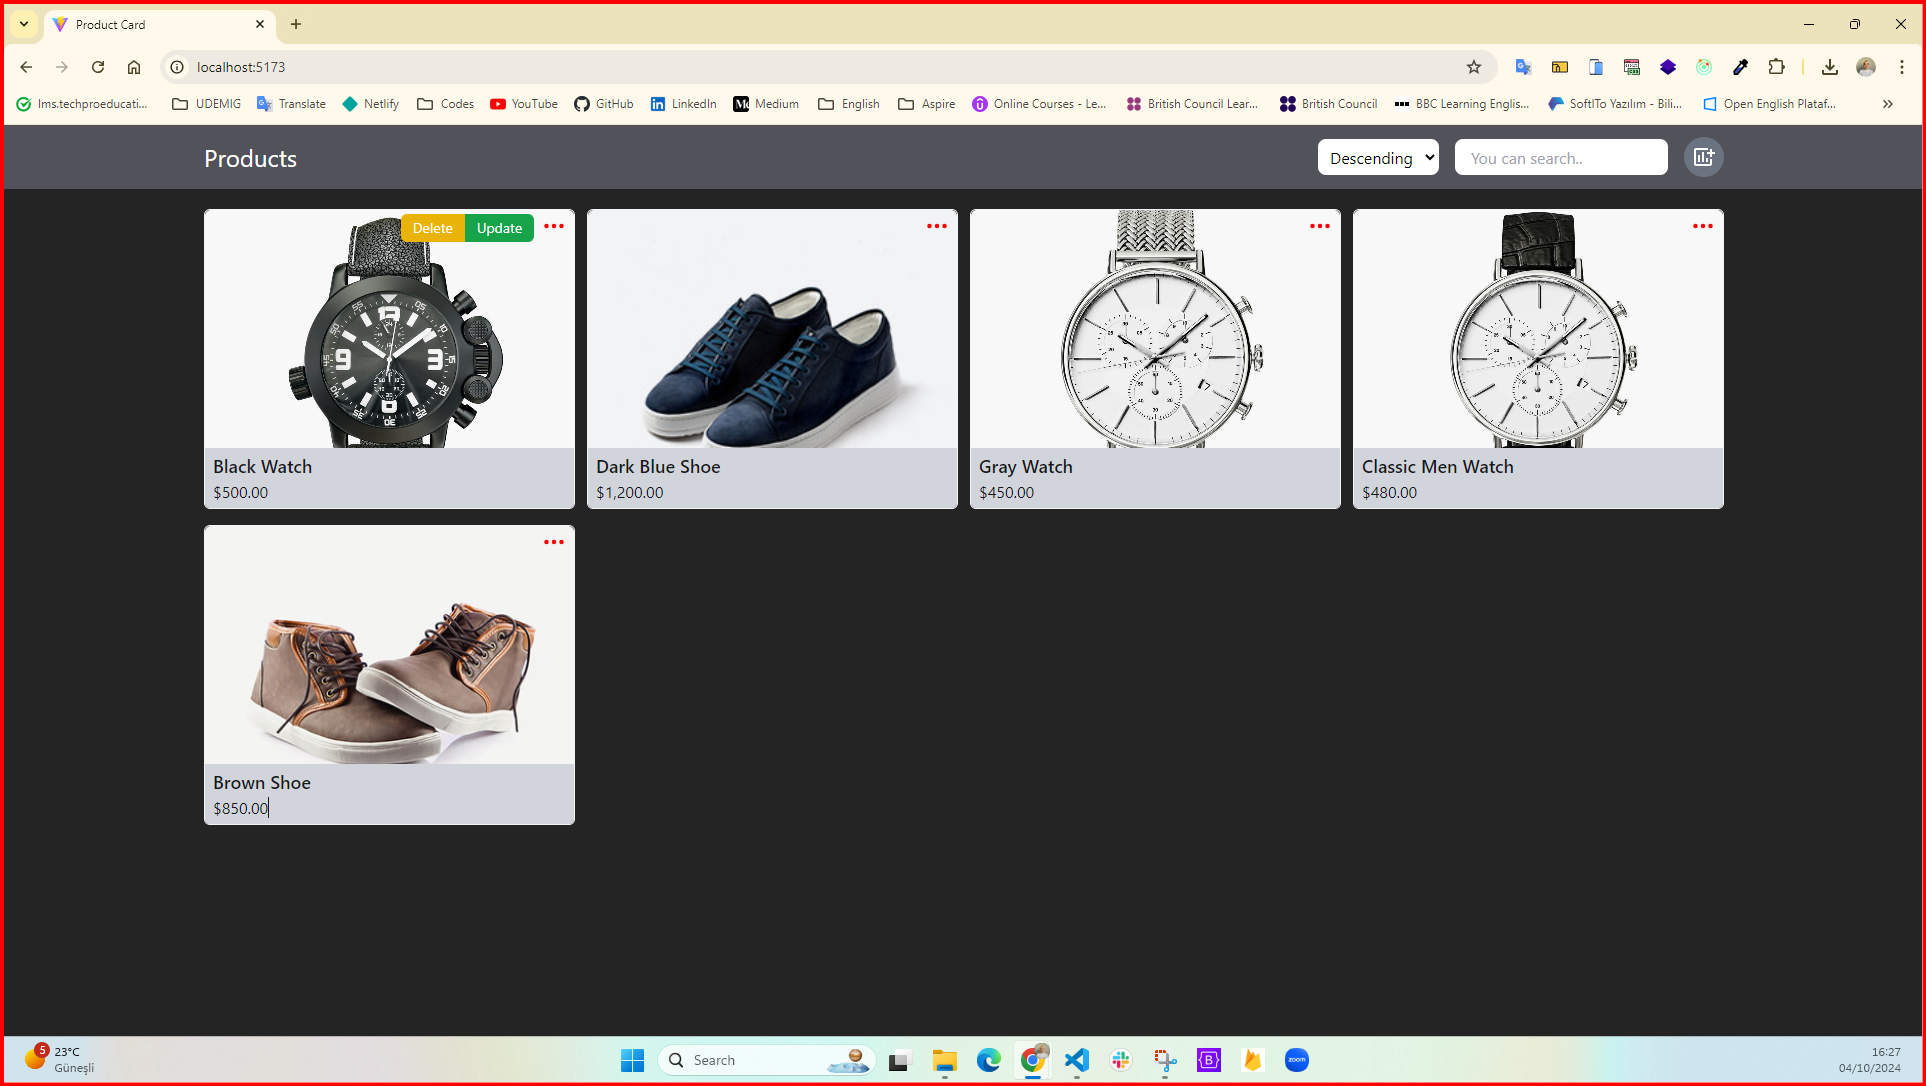 Product Card
localhost:5173
lms.techproeducati...
UDEMIG
Translate
Netlify
Codes
YouTube
GitHub
LinkedIn
Medium
English
Aspire
Online Courses - Le...
British Council Lear...
British Council
BBC Learning Englis...
SoftITo Yazılım - Bili...
Open English Plataf...
Products
Descending
You can search..
Delete
Update
Black Watch
$500.00
Dark Blue Shoe
$1,200.00
Gray Watch
$450.00
Classic Men Watch
$480.00
Brown Shoe
$850.00
5
23°C
Güneşli
Search
zoom
16:27
04/10/2024